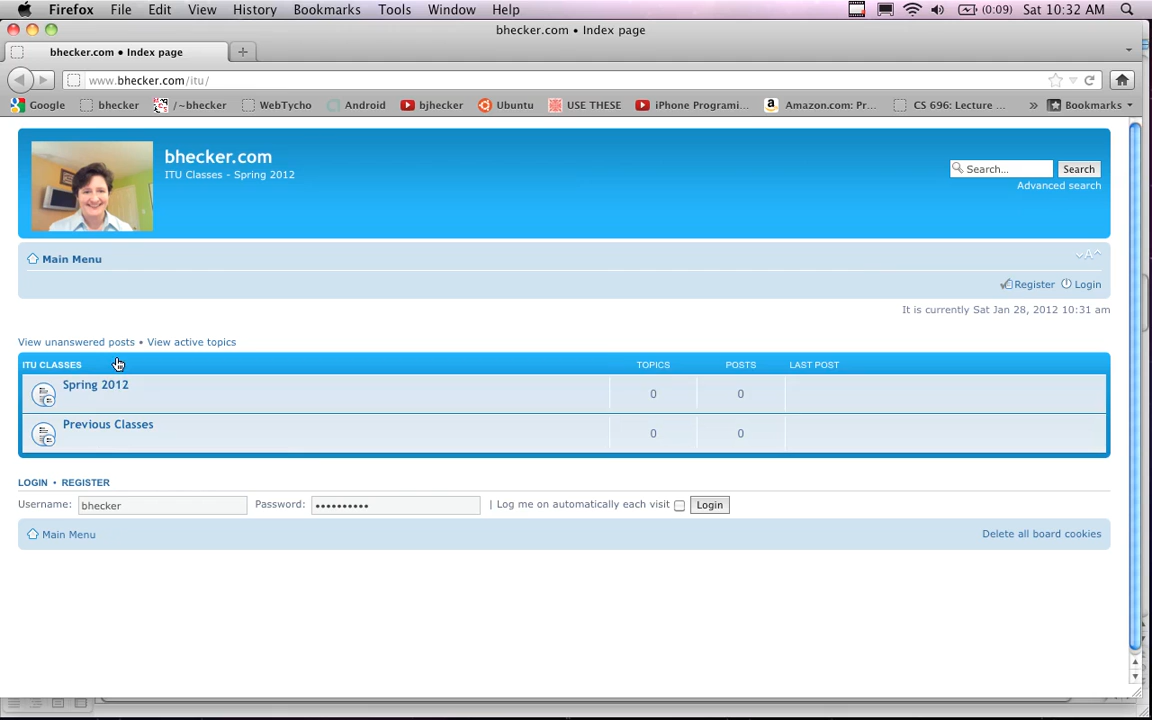 Firefox File Edit View History Bookmarks Tools Window Help (0:09) Sat 10:32 AM
bhecker.com • Index page
bhecker.com • Index page
www.bhecker.com/itu/
Google bhecker /~bhecker WebTycho Android bjhecker Ubuntu USE THESE iPhone Programi... Amazon.com: Pr... CS 696: Lecture ... » Bookmarks
bhecker.com
ITU Classes - Spring 2012
Search... Search
Advanced search
Main Menu
Register Login
It is currently Sat Jan 28, 2012 10:31 am
View unanswered posts • View active topics
ITU CLASSES TOPICS POSTS LAST POST
Spring 2012 0 0
Previous Classes 0 0
LOGIN • REGISTER
Username: bhecker Password: •••••••••• | Log me on automatically each visit Login
Main Menu Delete all board cookies